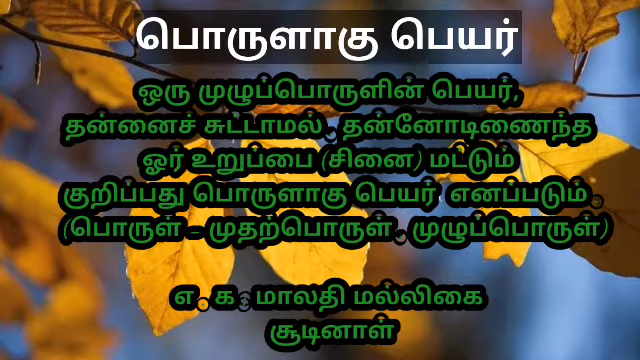 பொருளாகு பெயர்
ஒரு முழுப்பொருளின் பெயர்,
தன்னைச் சுட்டாமல் , தன்னோடிணைந்த
ஓர் உறுப்பை (சினை) மட்டும்
குறிப்பது பொருளாகு பெயர் எனப்படும் .
(பொருள் – முதற்பொருள் , முழுப்பொருள்)
எ . க : மாலதி மல்லிகை
சூடினாள்